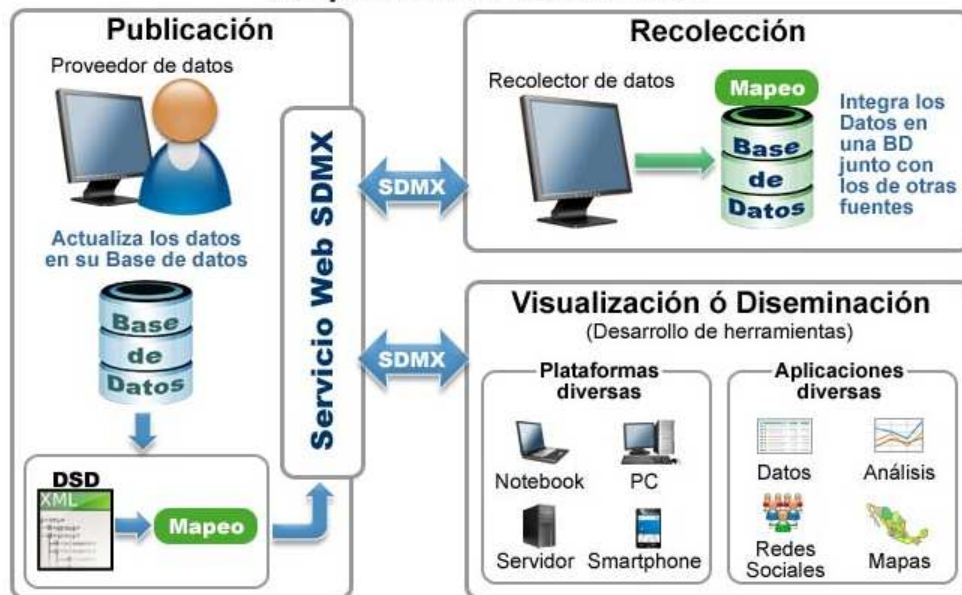 Publicación
Proveedor de datos
Actualiza los datos
en su Base de datos
Base
de
Datos
DSD
XML
Mapeo
Servicio Web SDMX
SDMX
SDMX
Recolección
Recolector de datos
Mapeo
Base
de
Datos
Integra los
Datos en
una BD
junto con
los de otras
fuentes
Visualización ó Diseminación
(Desarrollo de herramientas)
Plataformas
diversas
Notebook
PC
Servidor
Smartphone
Aplicaciones
diversas
Datos
Análisis
Redes
Sociales
Mapas